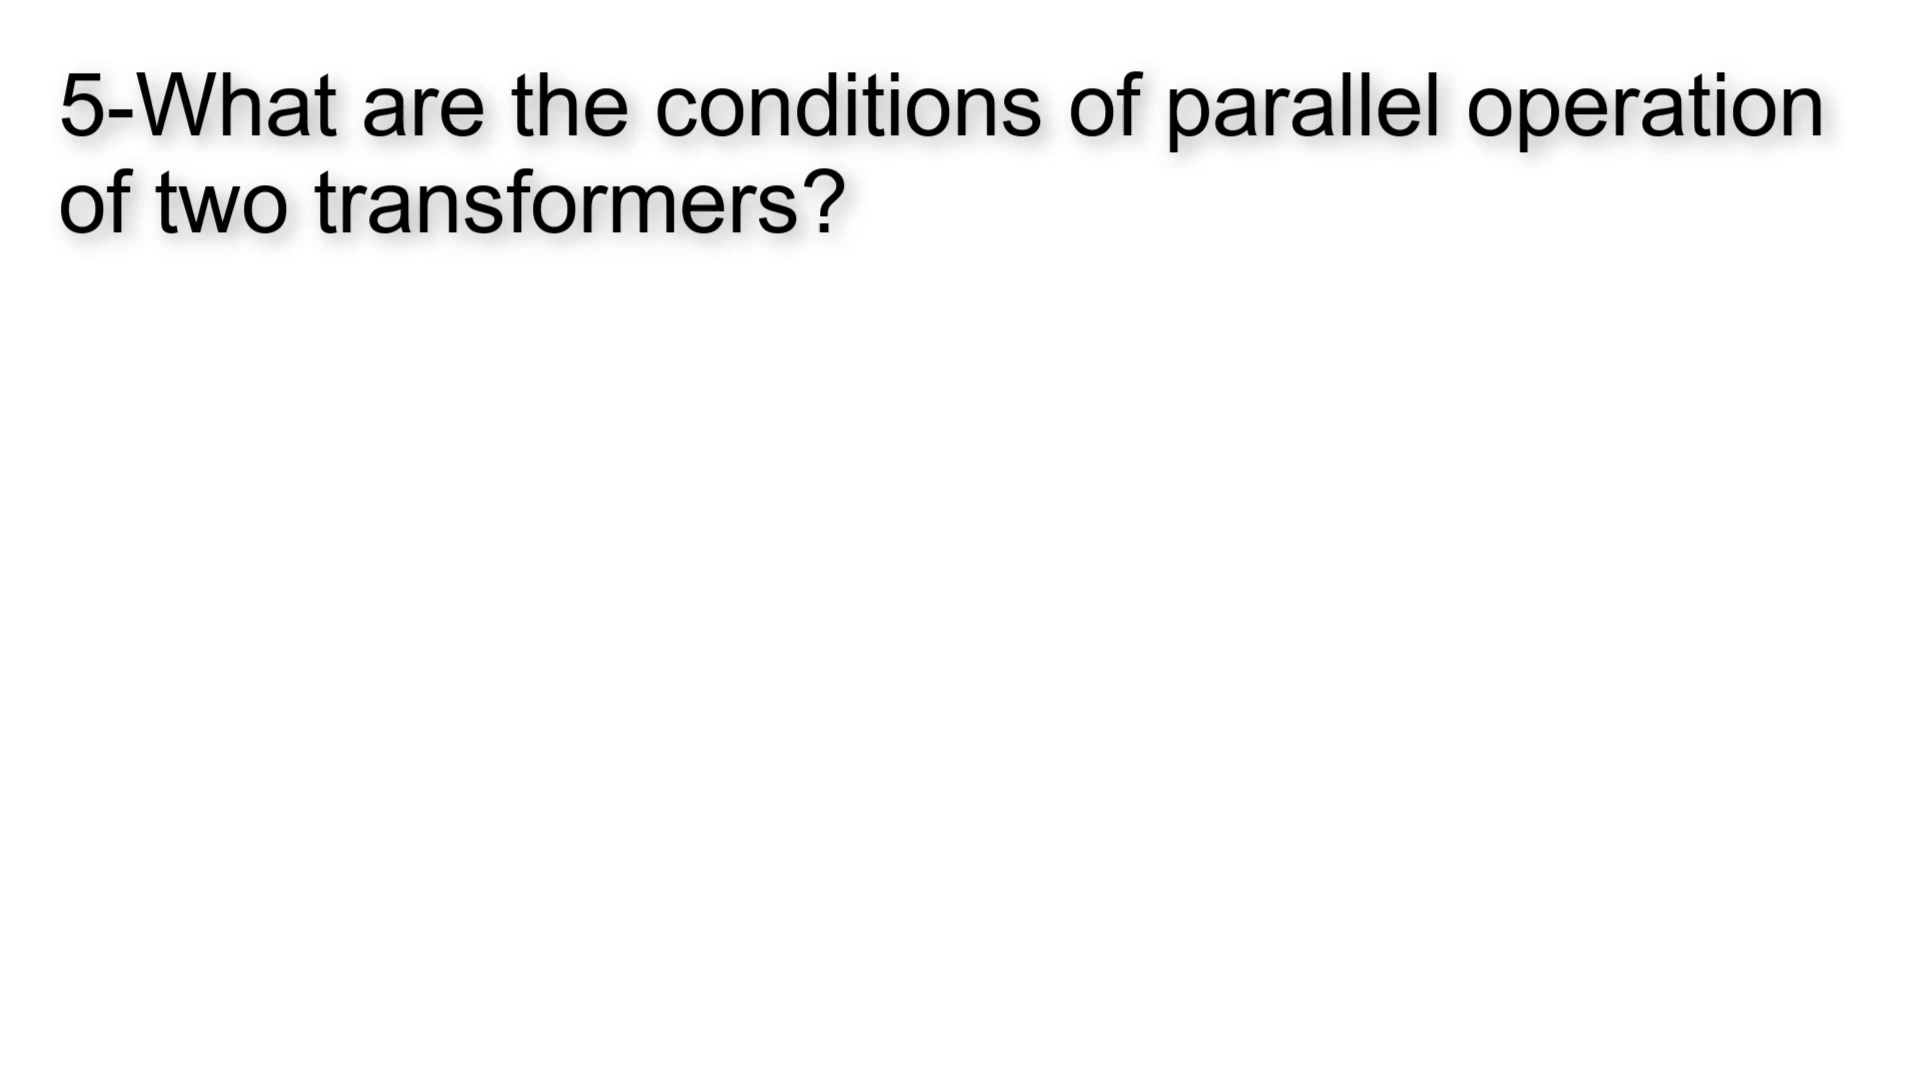 5-What are the conditions of parallel operation
of two transformers?